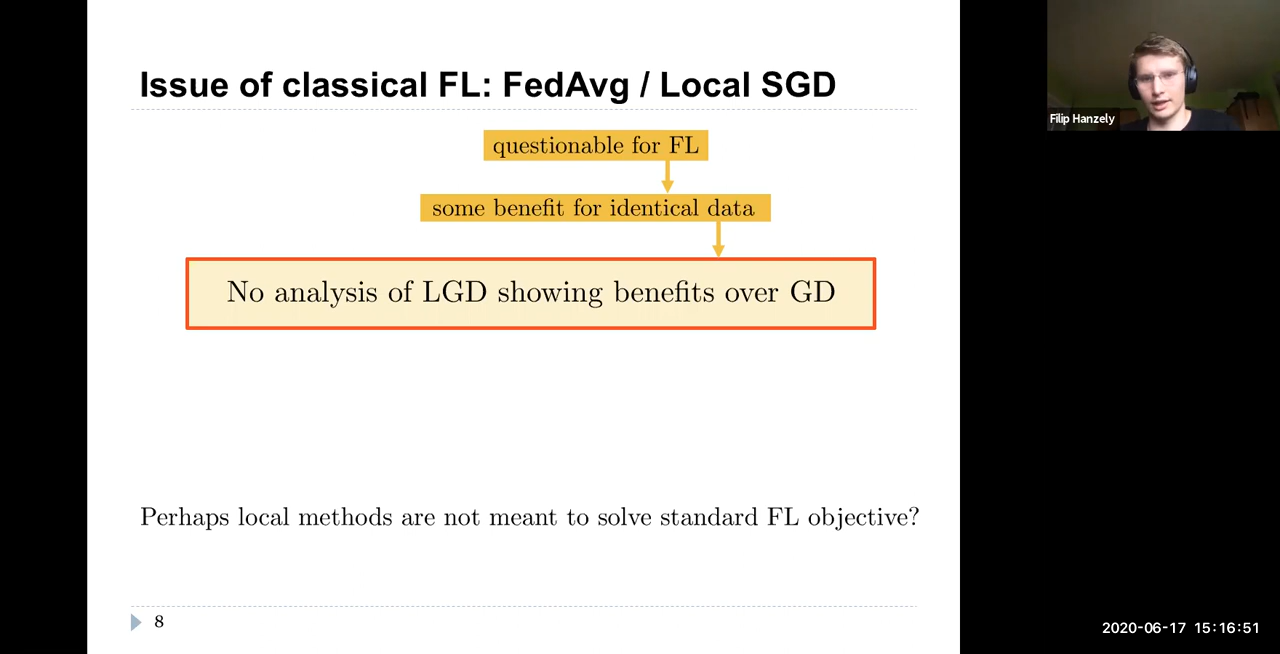 Issue of classical FL: FedAvg / Local SGD
questionable for FL
some benefit for identical data
No analysis of LGD showing benefits over GD
Perhaps local methods are not meant to solve standard FL objective?
8
Filip Hanzely
2020-06-17 15:16:51